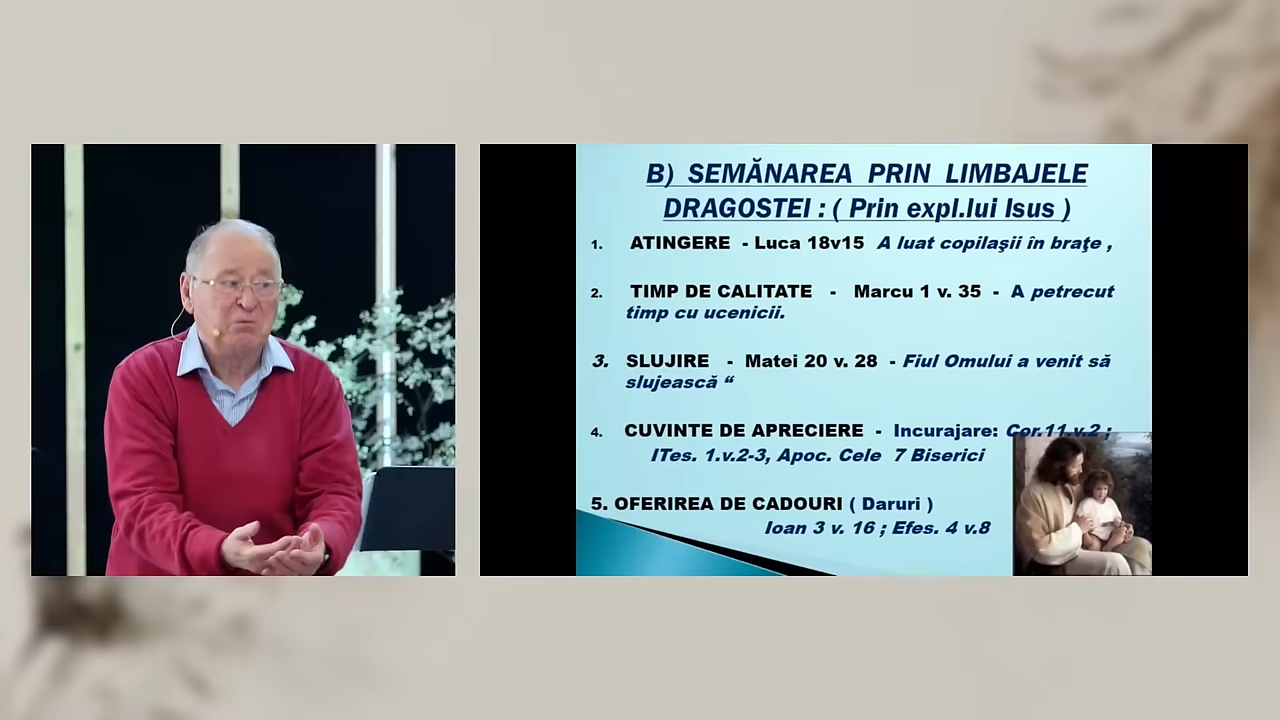 B) SEMĂNAREA PRIN LIMBAJELE
DRAGOSTEI : ( Prin expl.lui Isus )
1. ATINGERE - Luca 18v15 A luat copilaşii în braţe ,
2. TIMP DE CALITATE - Marcu 1 v. 35 - A petrecut
timp cu ucenicii.
3. SLUJIRE - Matei 20 v. 28 - Fiul Omului a venit să
slujească “
4. CUVINTE DE APRECIERE - Incurajare: Cor.11.v.2 ;
ITes. 1.v.2-3, Apoc. Cele 7 Biserici
5. OFERIREA DE CADOURI ( Daruri )
Ioan 3 v. 16 ; Efes. 4 v.8